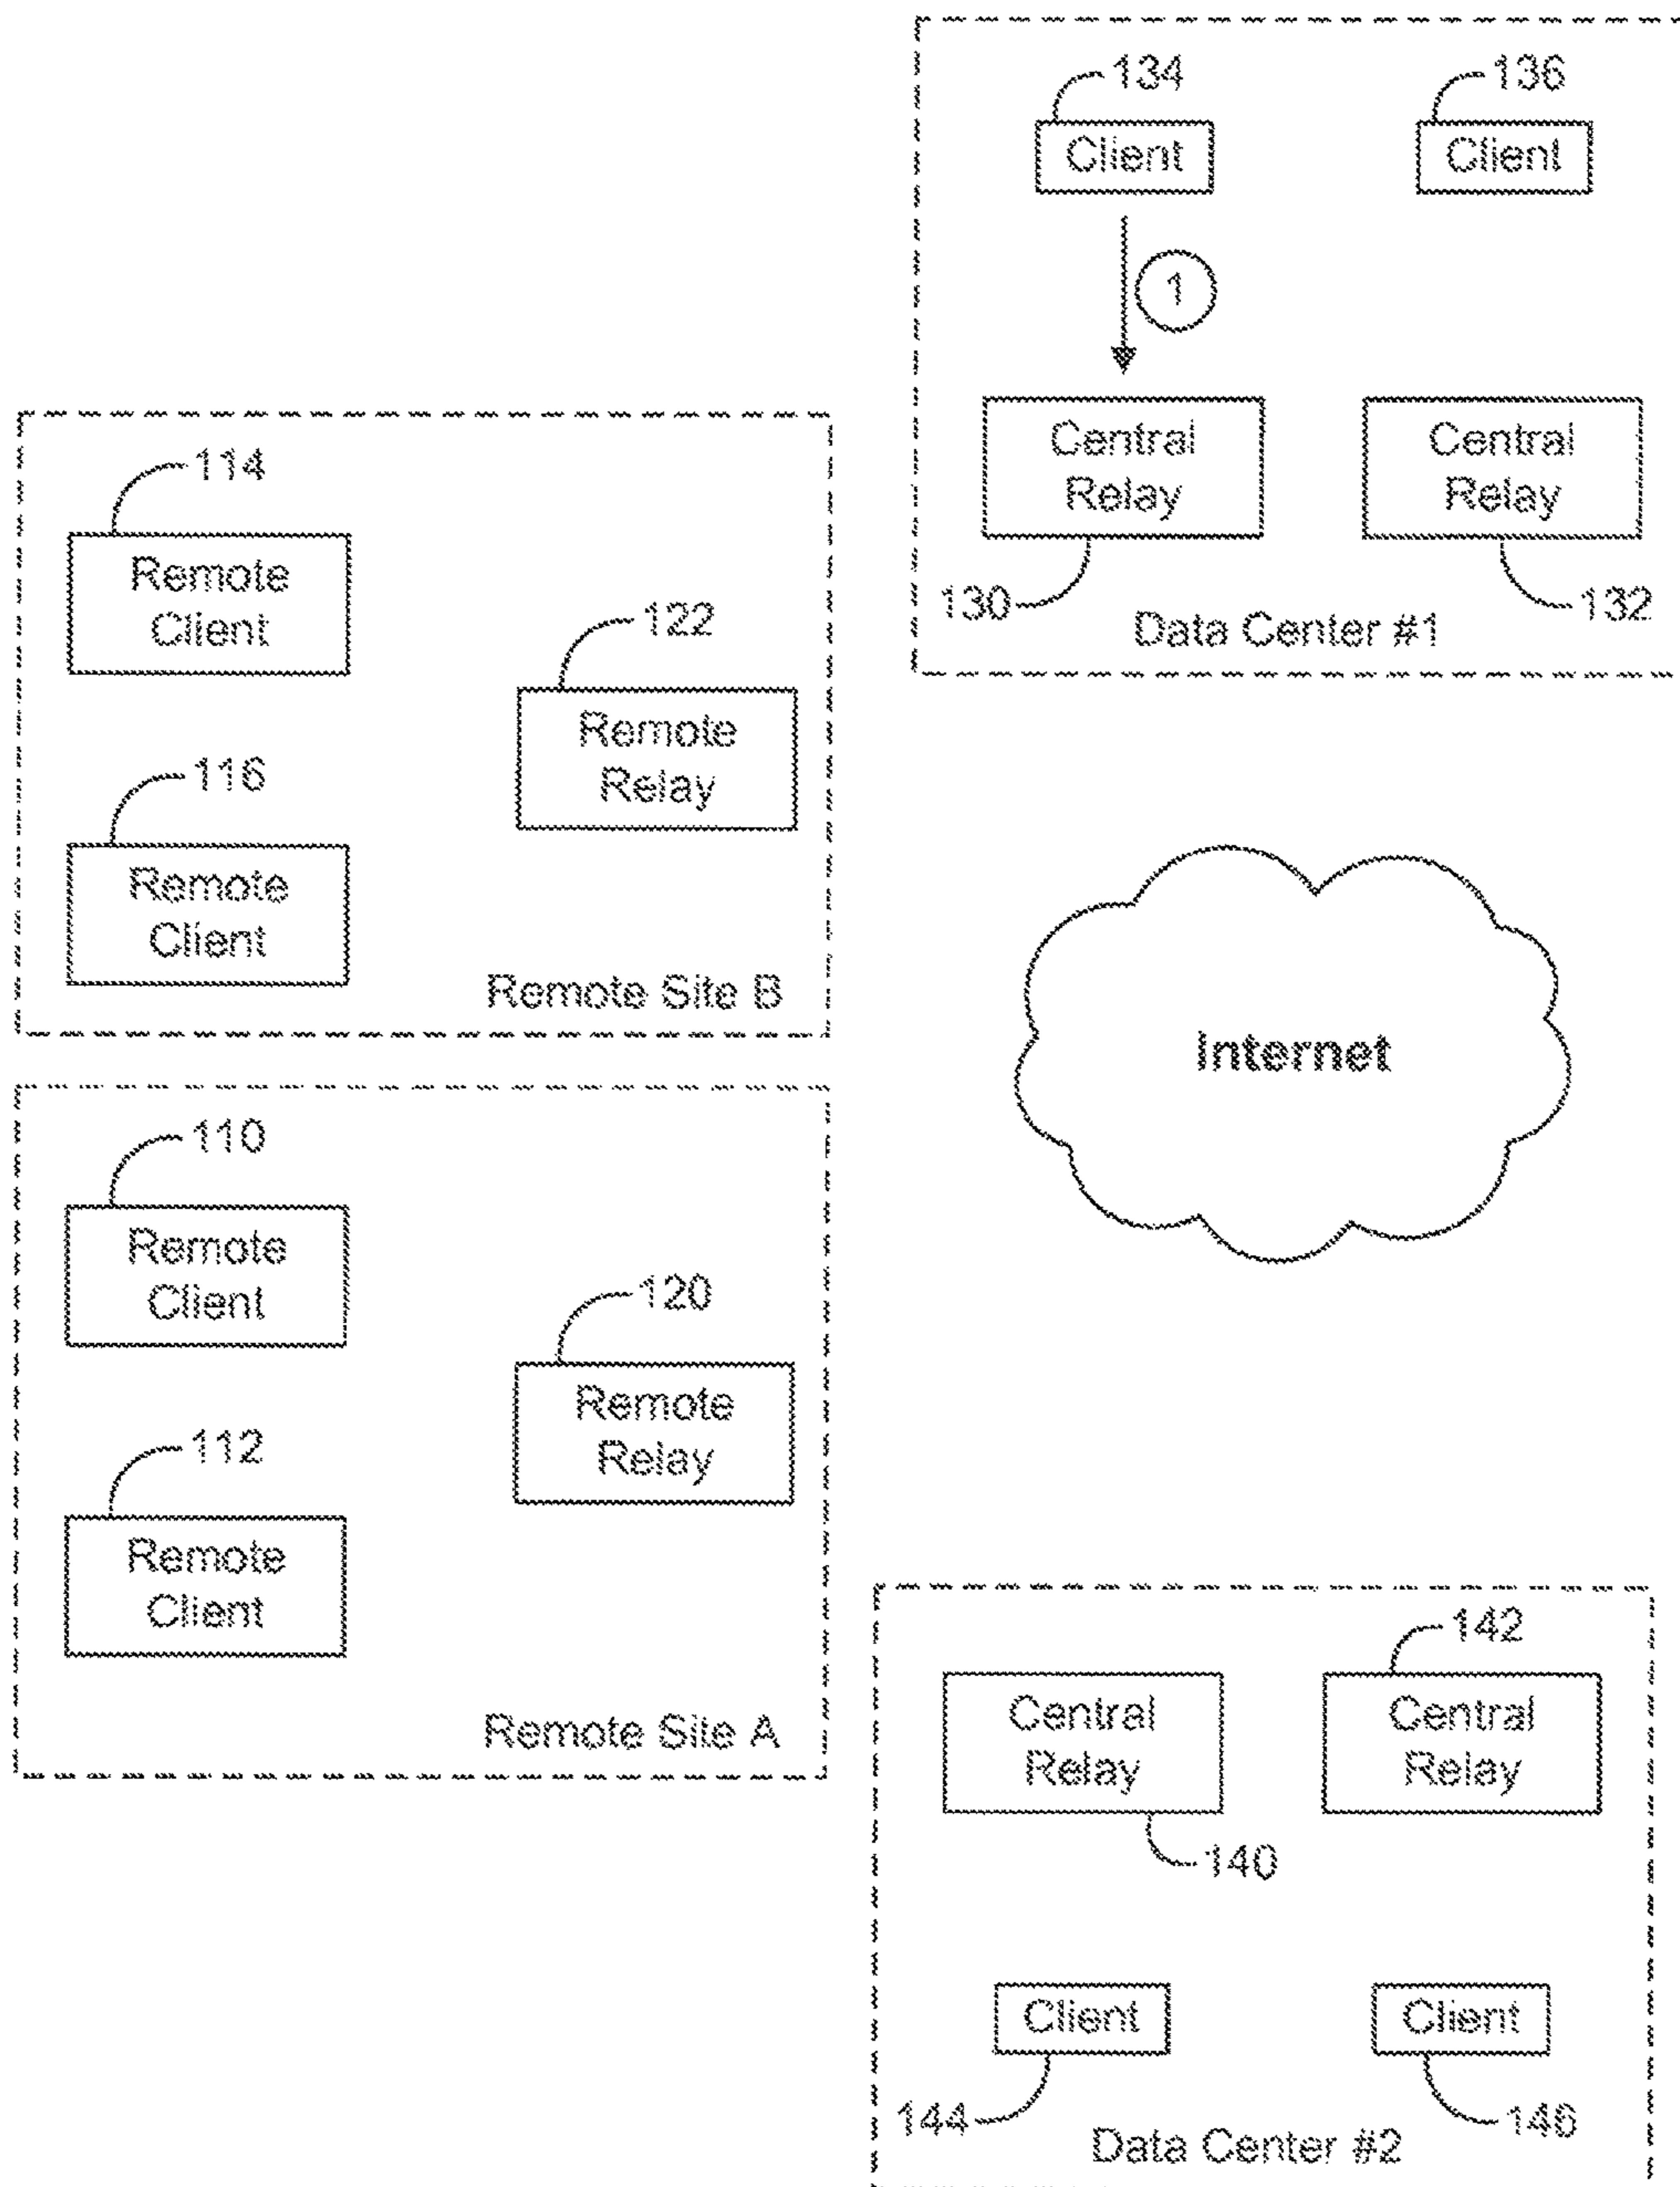 134
136
Client
Client
1
Central
Relay
Central
Relay
130
132
Data Center #1
114
Remote
Client
122
Remote
Relay
116
Remote
Client
Remote Site B
Internet
110
Remote
Client
120
Remote
Relay
112
Remote
Client
Remote Site A
142
Central
Relay
Central
Relay
140
Client
Client
144
146
Data Center #2